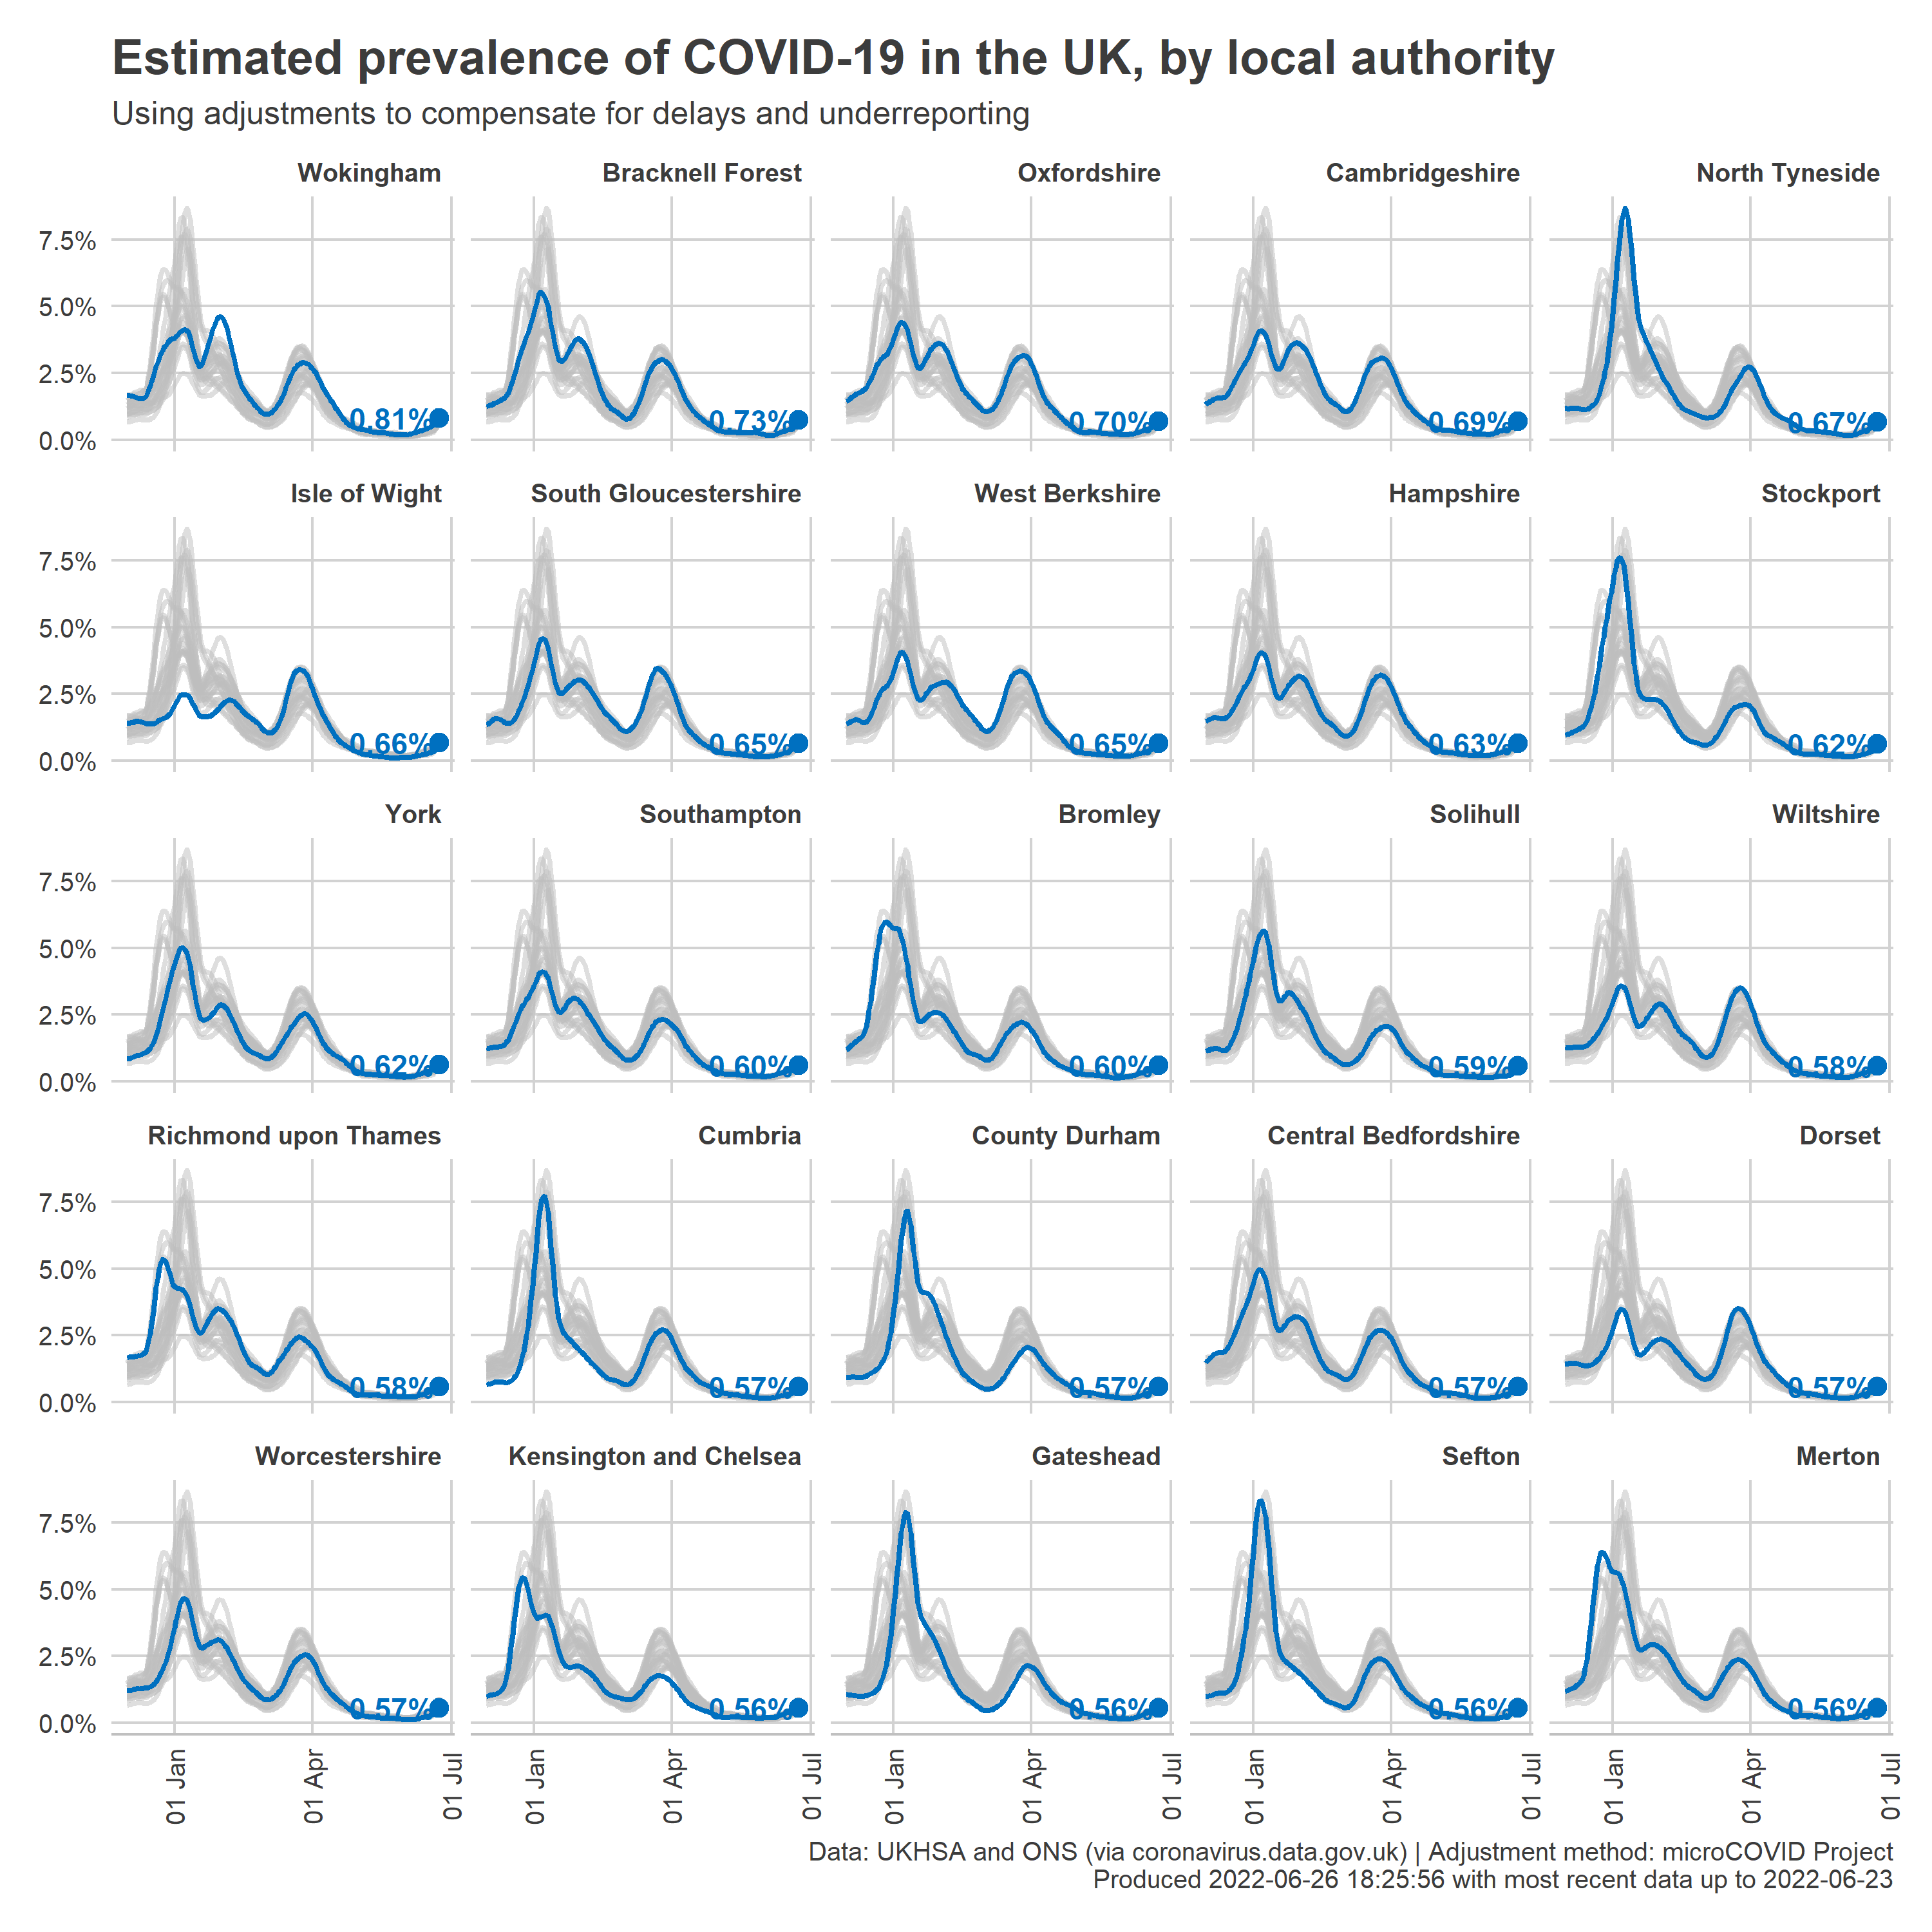 Estimated prevalence of COVID-19 in the UK, by local authority
Using adjustments to compensate for delays and underreporting
Wokingham Bracknell Forest Oxfordshire Cambridgeshire North Tyneside
7.5%
5.0%
2.5%
0.81% 0.73% 0.70% 0.69% 0.67%
0.0%
Isle of Wight South Gloucestershire West Berkshire Hampshire Stockport
7.5%
5.0%
2.5%
0.66% 0.65% 0.65% 0.63% 0.62%
0.0%
York Southampton Bromley Solihull Wiltshire
7.5%
5.0%
2.5%
0.62% 0.60% 0.60% 0.59% 0.58%
0.0%
Richmond upon Thames Cumbria County Durham Central Bedfordshire Dorset
7.5%
5.0%
2.5%
0.58% 0.57% 0.57% 0.57% 0.57%
0.0%
Worcestershire Kensington and Chelsea Gateshead Sefton Merton
7.5%
5.0%
2.5%
0.57% 0.56% 0.56% 0.56% 0.56%
0.0%
01 Jan 01 Apr 01 Jul 01 Jan 01 Apr 01 Jul 01 Jan 01 Apr 01 Jul 01 Jan 01 Apr 01 Jul 01 Jan 01 Apr 01 Jul
Data: UKHSA and ONS (via coronavirus.data.gov.uk) | Adjustment method: microCOVID Project
Produced 2022-06-26 18:25:56 with most recent data up to 2022-06-23